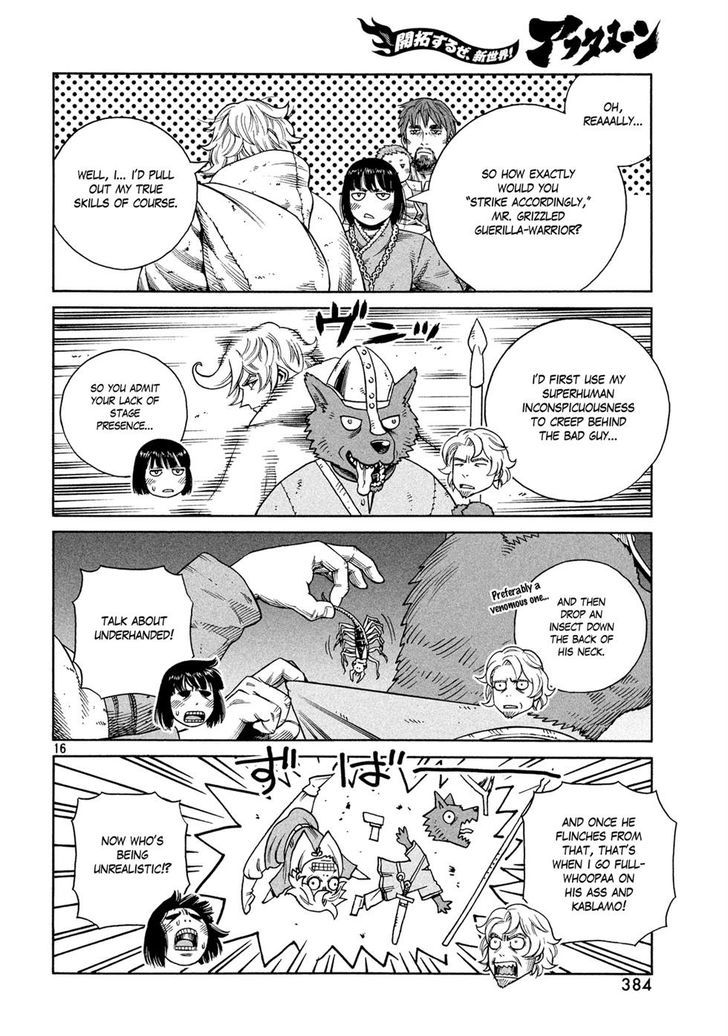 開拓するぜ、新世界!
アフタヌーン
OH,
REAAALLY...
SO HOW EXACTLY
WOULD YOU
"STRIKE ACCORDINGLY,"
MR. GRIZZLED
GUERILLA-WARRIOR?
WELL, I... I'D PULL
OUT MY TRUE
SKILLS OF COURSE.
ヴンッ
I'D FIRST USE MY
SUPERHUMAN
INCONSPICUOUSNESS
TO CREEP BEHIND
THE BAD GUY...
SO YOU ADMIT
YOUR LACK OF
STAGE
PRESENCE...
Preferably a
venomous one...
AND THEN
DROP AN
INSECT DOWN
THE BACK OF
HIS NECK.
TALK ABOUT
UNDERHANDED!
16
ずばーーー
AND ONCE HE
FLINCHES FROM
THAT, THAT'S
WHEN I GO FULL-
WHOOPAA ON
HIS ASS AND
KABLAMO!
NOW WHO'S
BEING
UNREALISTIC!?
384